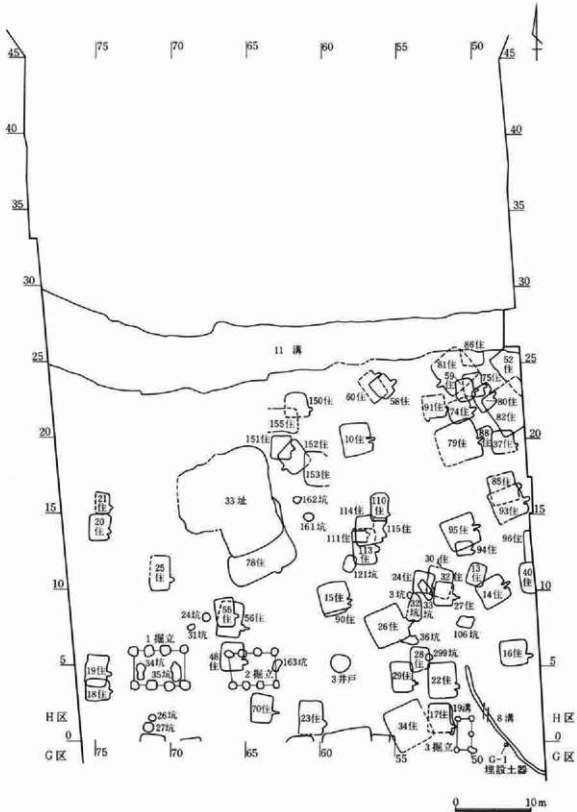 75
70
65
60
55
50
45
45
40
40
35
35
30
30
11 溝
25
25
86住
81住
52住
59住
75住
150住
60住
58住
91住
74住
80住
82住
155住
151住
152住
10住
79住
88住
37住
20
20
153住
85住
93住
33址
162坑
161坑
114住
110住
115住
111住
113住
95住
94住
96住
21住
20住
15
15
78住
121坑
30住
24住
32住
13住
14住
40住
25住
10
10
15住
90住
3坑
32坑
33坑
27住
24坑
31坑
55住
56住
26住
36坑
106坑
1掘立
34坑
35坑
48住
2掘立
163坑
3井戸
28住
299坑
16住
19住
18住
5
5
29住
22住
70住
23住
34住
17住
19溝
8溝
3掘立
26坑
27坑
H区
0
G区
H区
0
G区
75
70
65
60
55
50
G-1
埋設土器
0
10m